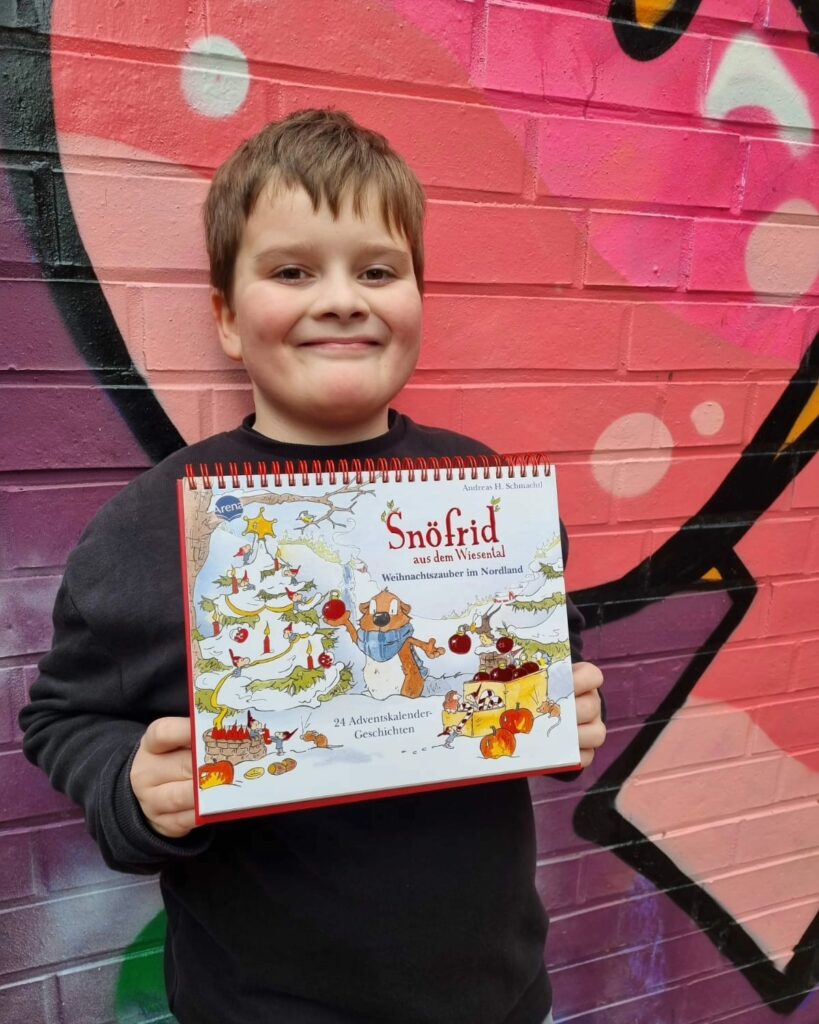 Andreas H. Schmachtl
Arena
Snöfrid
aus dem Wiesental
Weihnachtszauber im Nordland
24 Adventskalender-
Geschichten